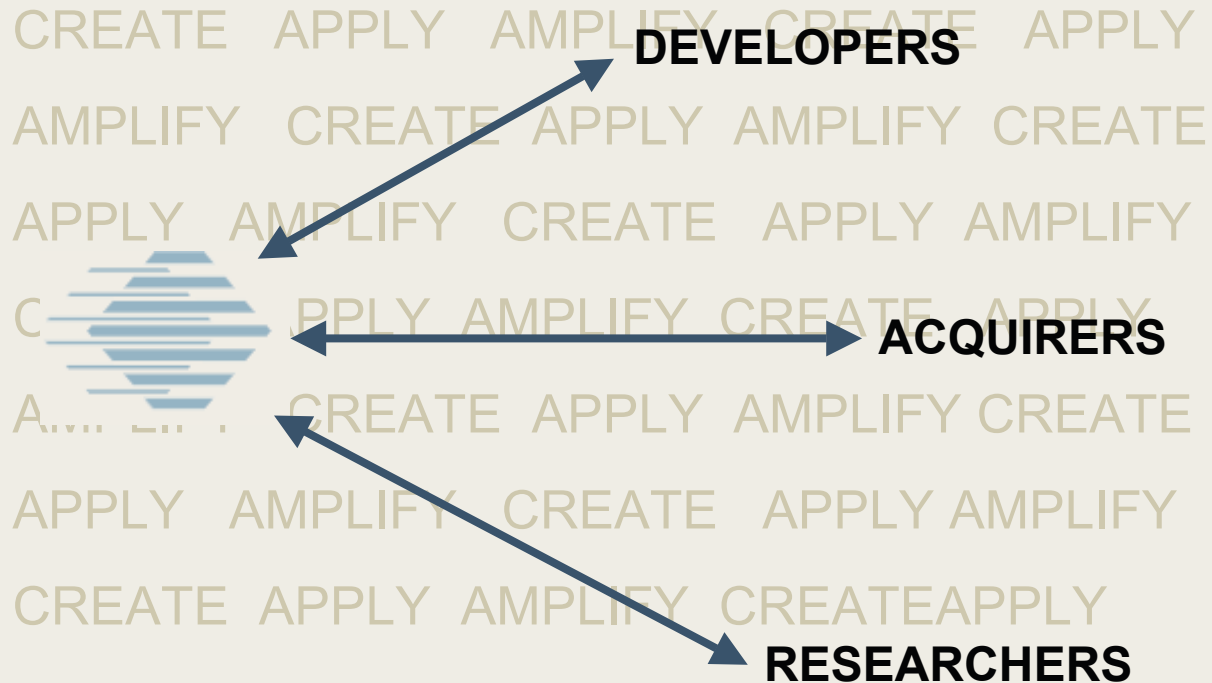 CREATE APPLY AMPLIFY CREATE APPLY
DEVELOPERS
AMPLIFY CREATE APPLY AMPLIFY CREATE
APPLY AMPLIFY CREATE APPLY AMPLIFY
APPLY AMPLIFY CREATE APPLY
ACQUIRERS
CREATE APPLY AMPLIFY CREATE
APPLY AMPLIFY CREATE APPLY AMPLIFY
CREATE APPLY AMPLIFY CREATEAPPLY
RESEARCHERS